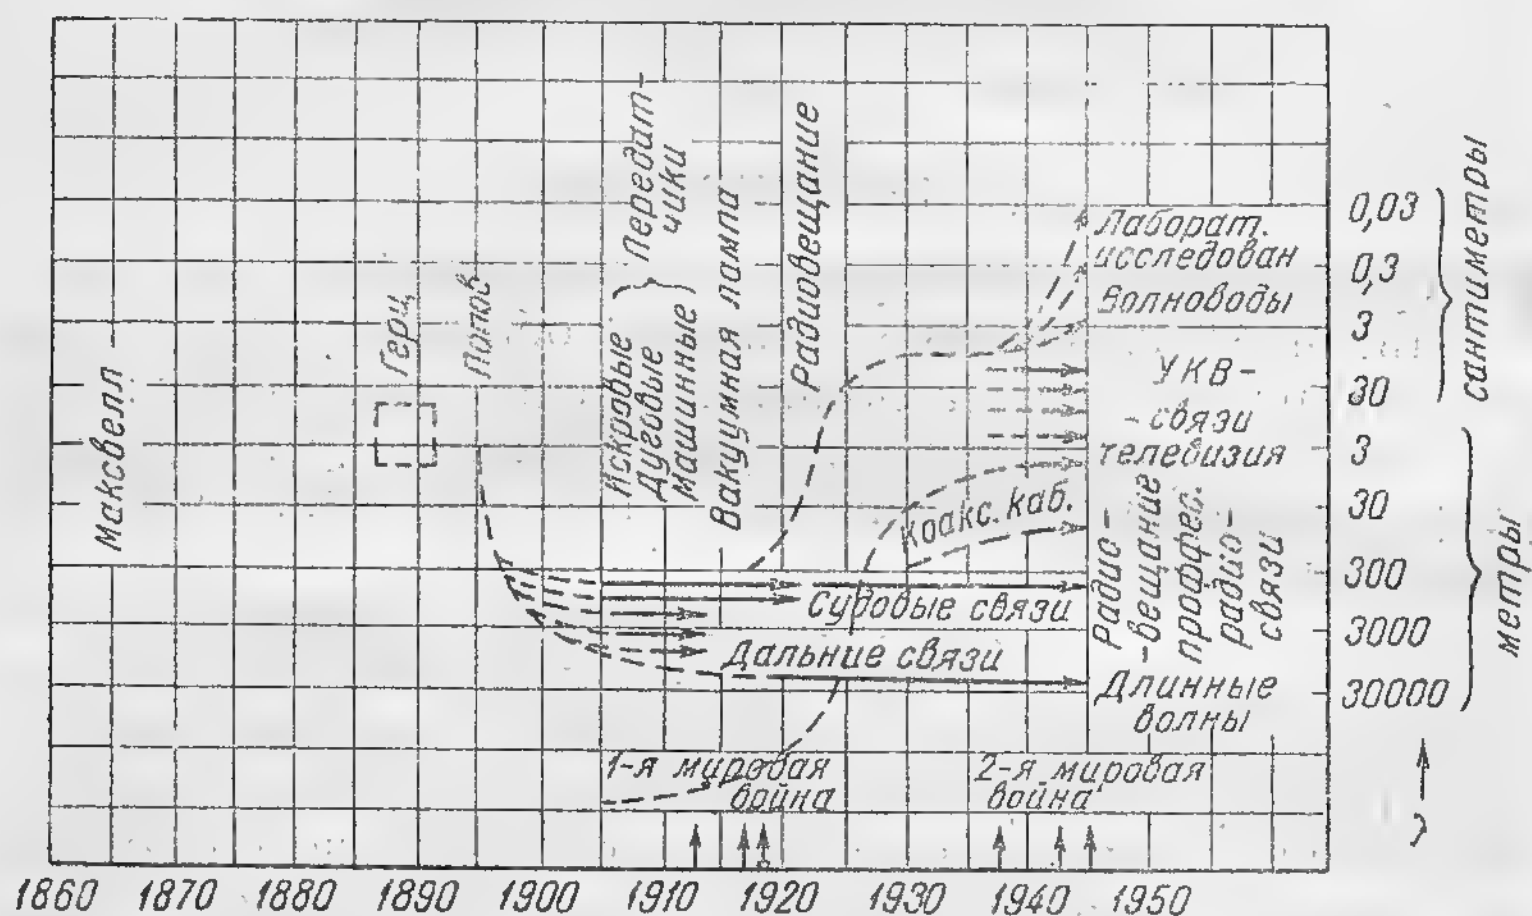 Максвелл
Герц
Попов
Искровые
Дуговые
Машинные
Передат-
чики
Вакуумная лампа
Радиовещание
Лаборат.
исследован
Волноводы
УКВ -
- связи
телевизия
Коакс. каб.
Радио -
-вещание
профес.
радио -
связи
Судовые связи
Дальние связи
Длинные
волны
1-я мировая
война
2-я мировая
война
0,03
0,3
3
30
сантиметры
3
30
300
3000
30000
метры
λ
1860 1870 1880 1890 1900 1910 1920 1930 1940 1950